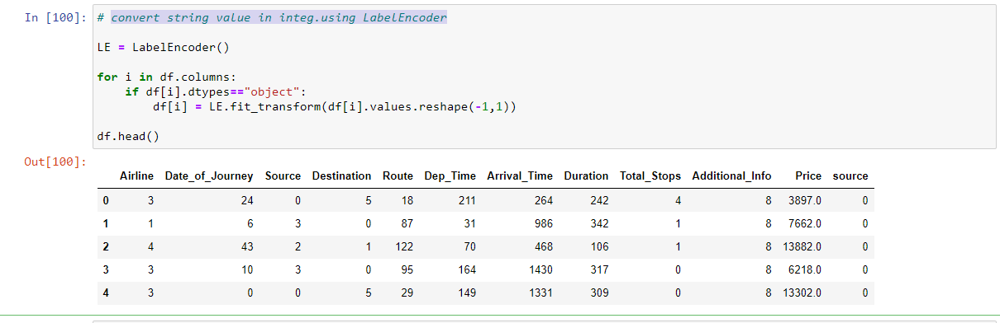 In [100]: # convert string value in integ.using LabelEncoder
LE = LabelEncoder()
for i in df.columns:
    if df[i].dtypes=="object":
        df[i] = LE.fit_transform(df[i].values.reshape(-1,1))
df.head()
Out[100]:
Airline Date_of_Journey Source Destination Route Dep_Time Arrival_Time Duration Total_Stops Additional_Info Price source
0 3 24 0 5 18 211 264 242 4 8 3897.0 0
1 1 6 3 0 87 31 986 342 1 8 7662.0 0
2 4 43 2 1 122 70 468 106 1 8 13882.0 0
3 3 10 3 0 95 164 1430 317 0 8 6218.0 0
4 3 0 0 5 29 149 1331 309 0 8 13302.0 0